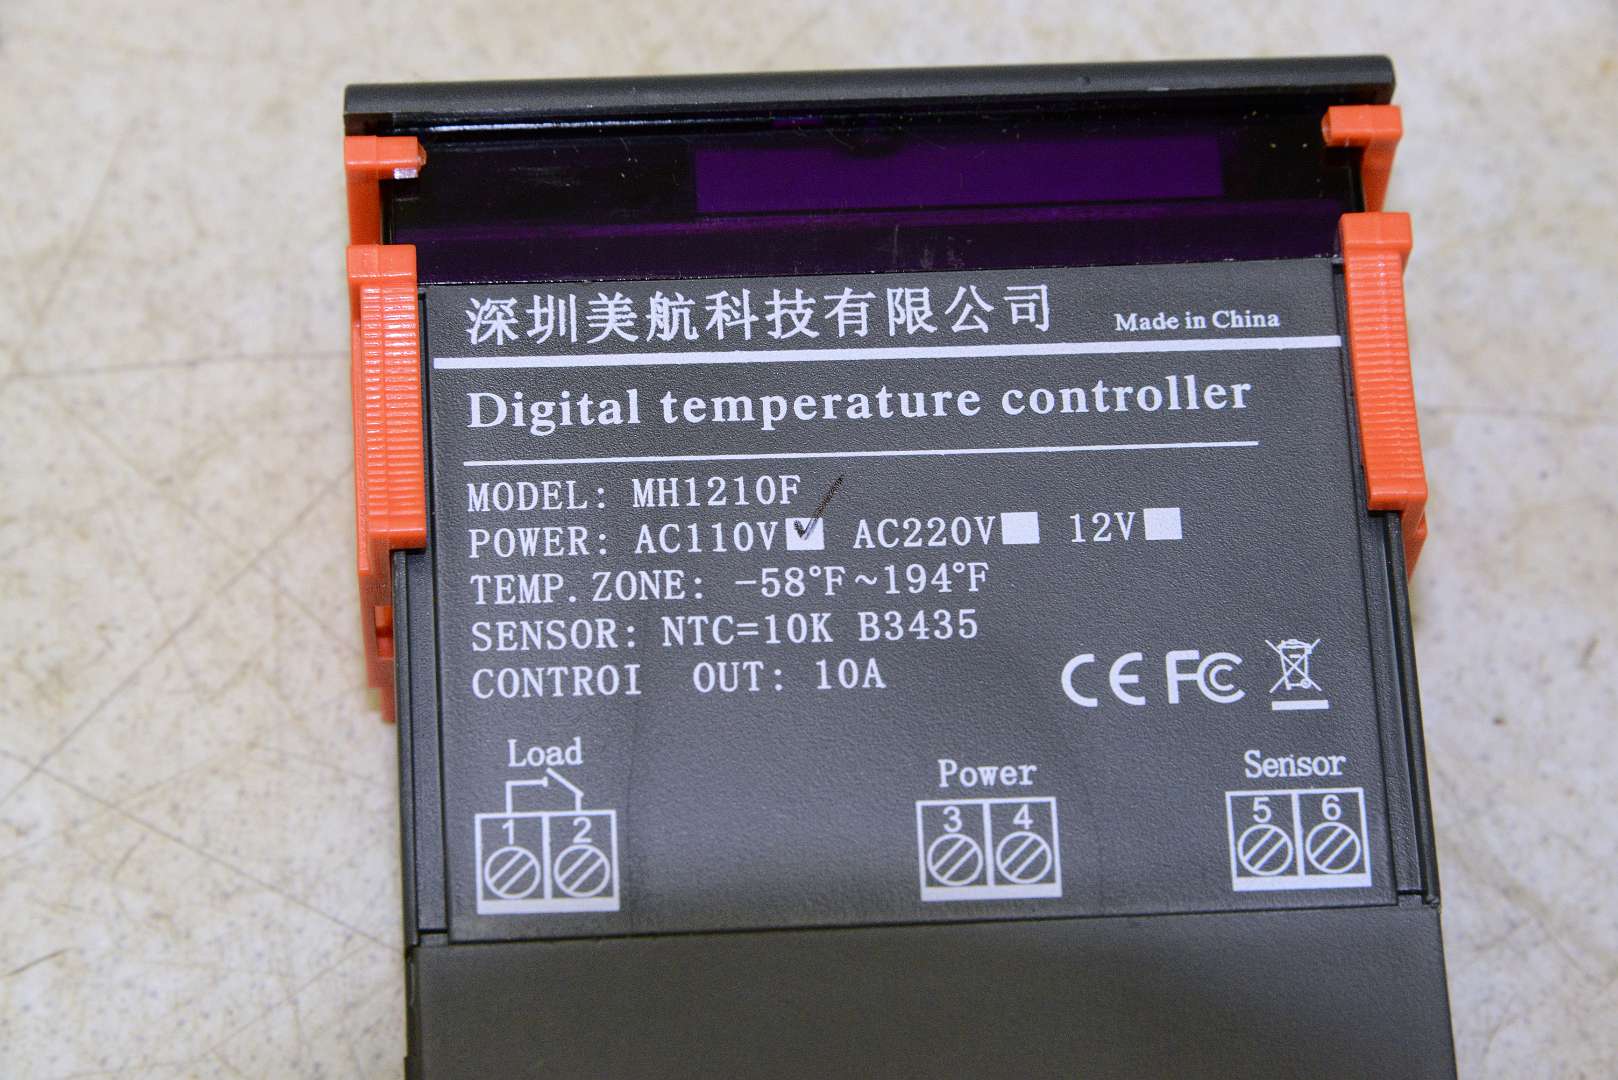 深圳美航科技有限公司 Made in China
Digital temperature controller
MODEL: MH1210F
POWER: AC110V AC220V 12V
TEMP. ZONE: -58°F~194°F
SENSOR: NTC=10K B3435
CONTROI OUT: 10A
CE FC
Load
1 2
Power
3 4
Sensor
5 6